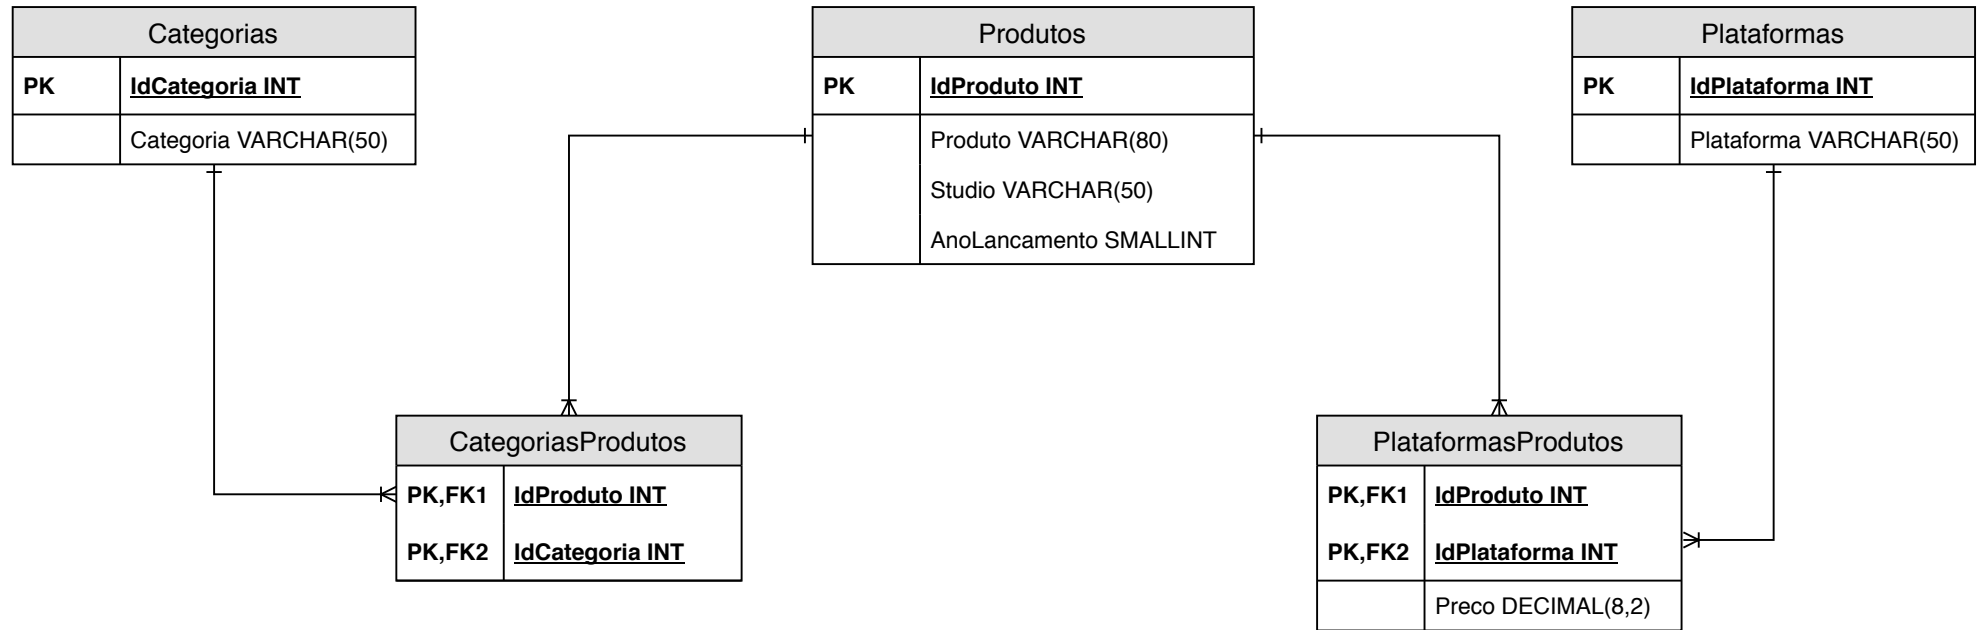 Categorias
PK IdCategoria INT
Categoria VARCHAR(50)
Produtos
PK IdProduto INT
Produto VARCHAR(80)
Studio VARCHAR(50)
AnoLancamento SMALLINT
Plataformas
PK IdPlataforma INT
Plataforma VARCHAR(50)
CategoriasProdutos
PK,FK1 IdProduto INT
PK,FK2 IdCategoria INT
PlataformasProdutos
PK,FK1 IdProduto INT
PK,FK2 IdPlataforma INT
Preco DECIMAL(8,2)